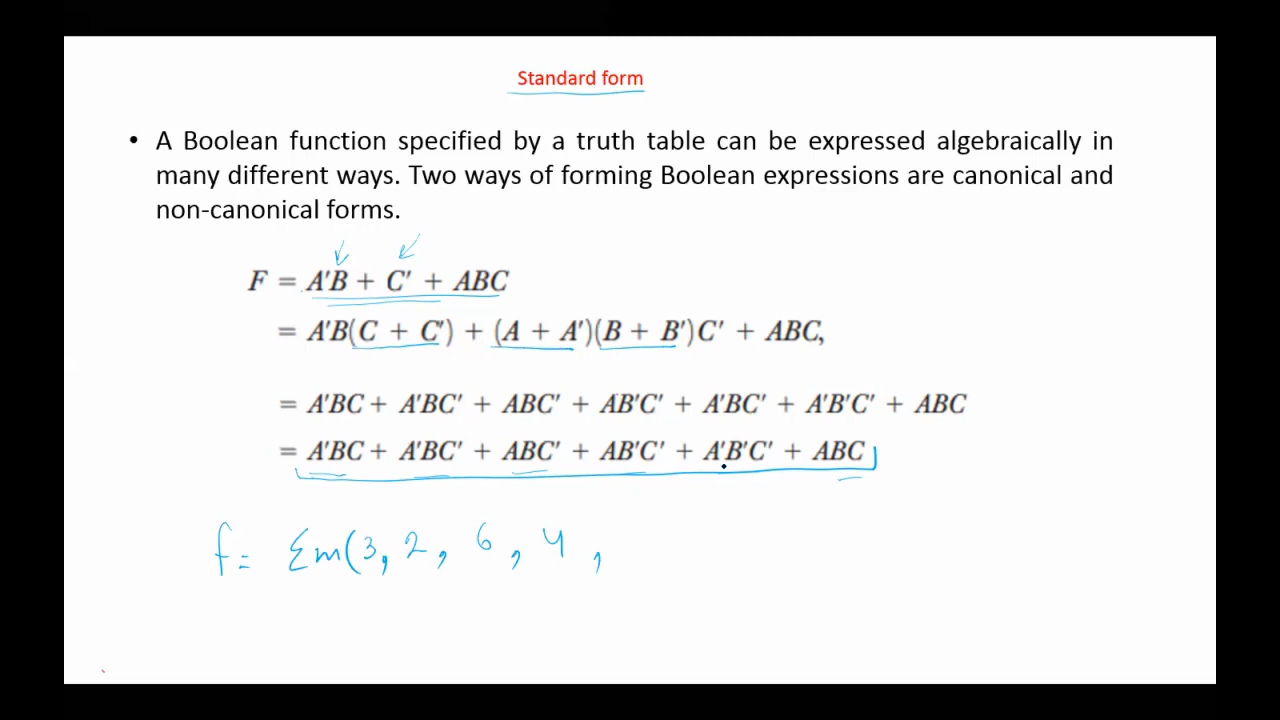 Standard form
• A Boolean function specified by a truth table can be expressed algebraically in
many different ways. Two ways of forming Boolean expressions are canonical and
non-canonical forms.
F = A'B + C' + ABC
= A'B(C + C') + (A + A')(B + B')C' + ABC,
= A'BC + A'BC' + ABC' + AB'C' + A'BC' + A'B'C' + ABC
= A'BC + A'BC' + ABC' + AB'C' + A'B'C' + ABC
f = Σm(3, 2, 6, 4,